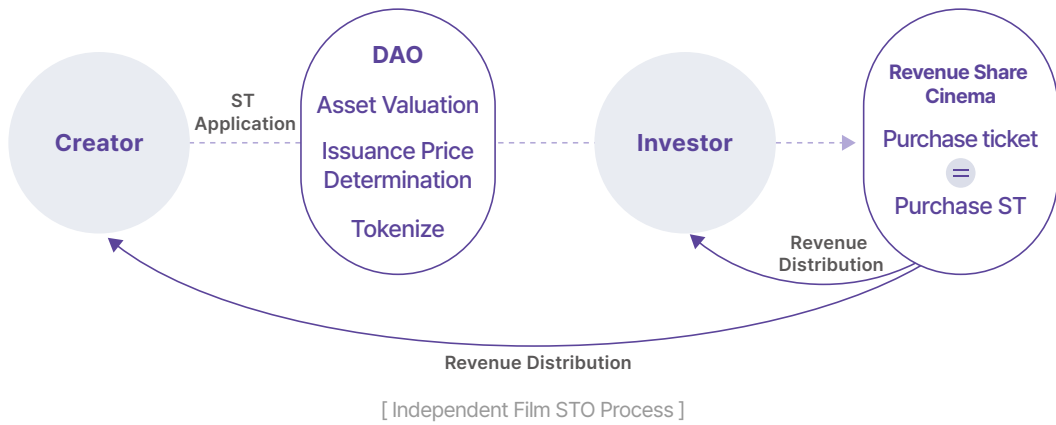 Creator
ST
Application
DAO
Asset Valuation
Issuance Price
Determination
Tokenize
Investor
Revenue Share
Cinema
Purchase ticket
=
Purchase ST
Revenue
Distribution
Revenue Distribution
[ Independent Film STO Process ]